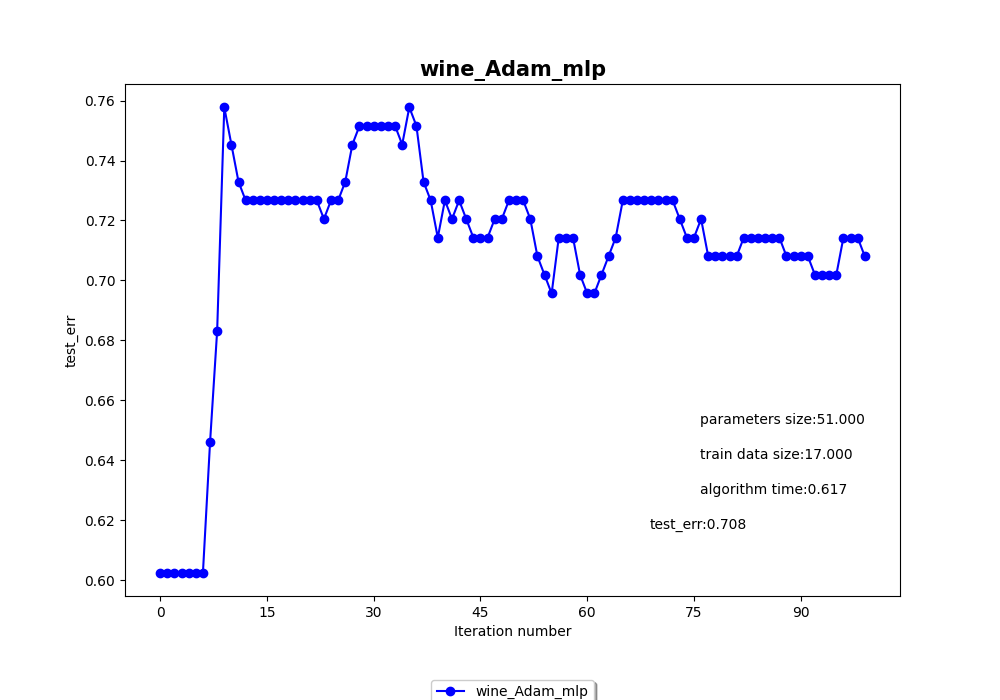 wine_Adam_mlp
0.76
0.74
0.72
0.70
0.68
0.66
0.64
0.62
0.60
test_err
parameters size:51.000
train data size:17.000
algorithm time:0.617
test_err:0.708
0 15 30 45 60 75 90
Iteration number
wine_Adam_mlp